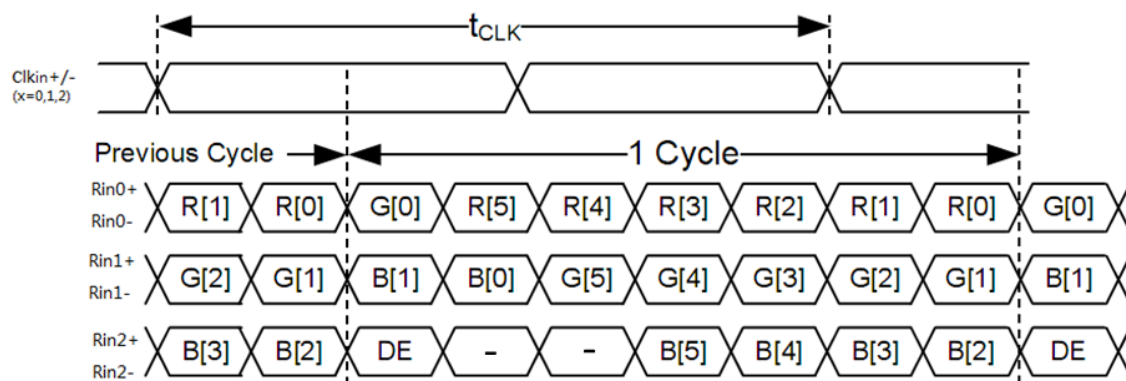 tCLK
Clkin+/-
(x=0,1,2)
Previous Cycle
1 Cycle
Rin0+
R[1] R[0] G[0] R[5] R[4] R[3] R[2] R[1] R[0] G[0]
Rin0-
Rin1+
G[2] G[1] B[1] B[0] G[5] G[4] G[3] G[2] G[1] B[1]
Rin1-
Rin2+
B[3] B[2] DE - - B[5] B[4] B[3] B[2] DE
Rin2-